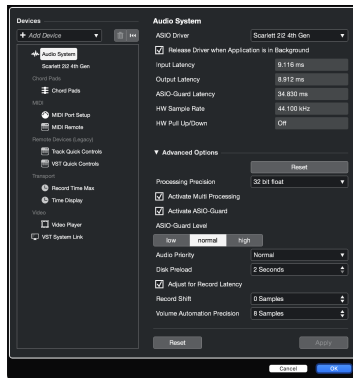 Devices
Add Device
Audio System
Scarlett 2i2 4th Gen
Chord Pads
Chord Pads
MIDI
MIDI Port Setup
MIDI Remote
Remote Devices (Legacy)
Track Quick Controls
VST Quick Controls
Transport
Record Time Max
Time Display
Video
Video Player
VST System Link
Audio System
ASIO Driver Scarlett 2i2 4th Gen
Release Driver when Application is in Background
Input Latency 9.116 ms
Output Latency 8.912 ms
ASIO-Guard Latency 34.830 ms
HW Sample Rate 44.100 kHz
HW Pull Up/Down Off
Advanced Options
Reset
Processing Precision 32 bit float
Activate Multi Processing
Activate ASIO-Guard
ASIO-Guard Level
low normal high
Audio Priority Normal
Disk Preload 2 Seconds
Adjust for Record Latency
Record Shift 0 Samples
Volume Automation Precision 8 Samples
Reset Apply
Cancel OK